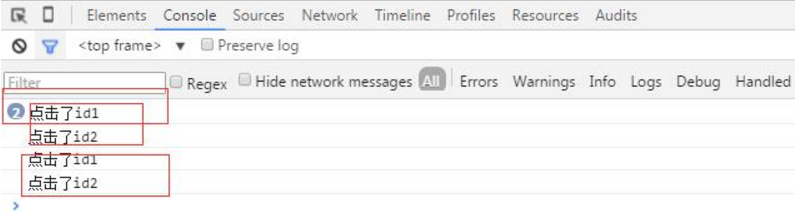 Elements Console Sources Network Timeline Profiles Resources Audits
<top frame> ▼ Preserve log
Filter Regex Hide network messages All Errors Warnings Info Logs Debug Handled
2 点击了id1
点击了id2
点击了id1
点击了id2
>